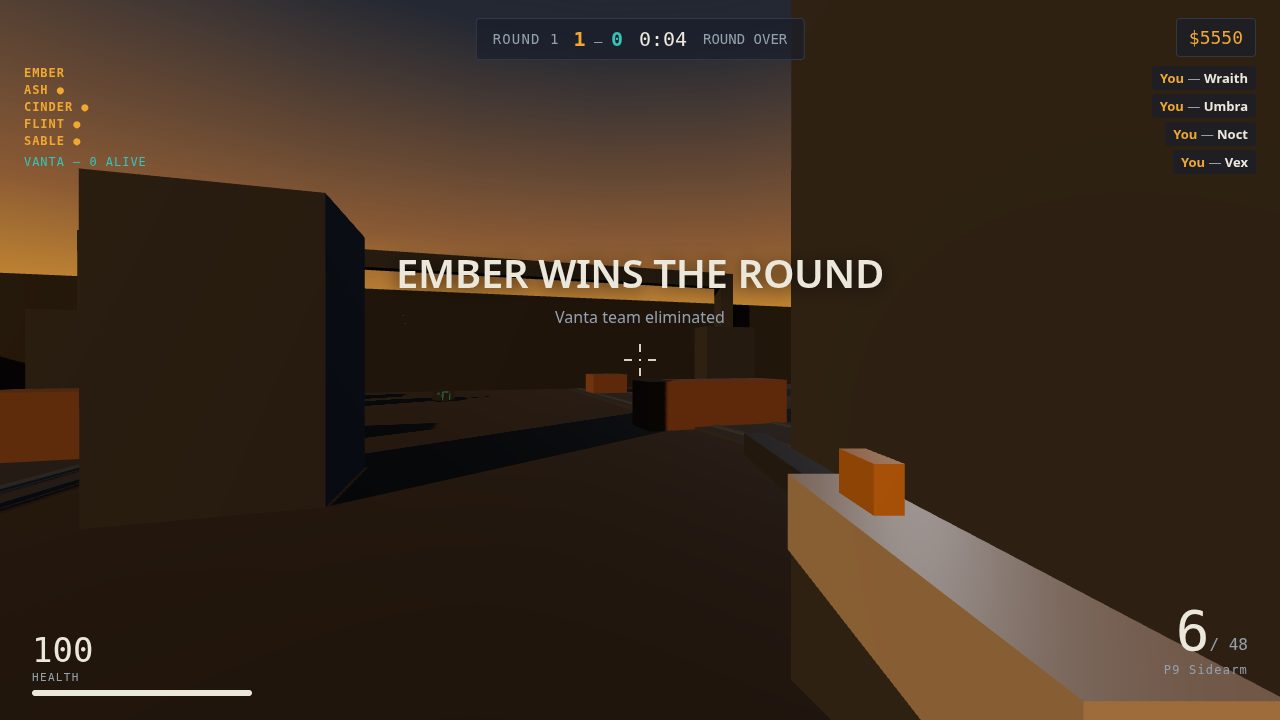 ROUND 1 1 – 0 0:04 ROUND OVER
$5550
EMBER
ASH
CINDER
FLINT
SABLE
VANTA — 0 ALIVE
You — Wraith
You — Umbra
You — Noct
You — Vex
EMBER WINS THE ROUND
Vanta team eliminated
100
HEALTH
6 / 48
P9 Sidearm